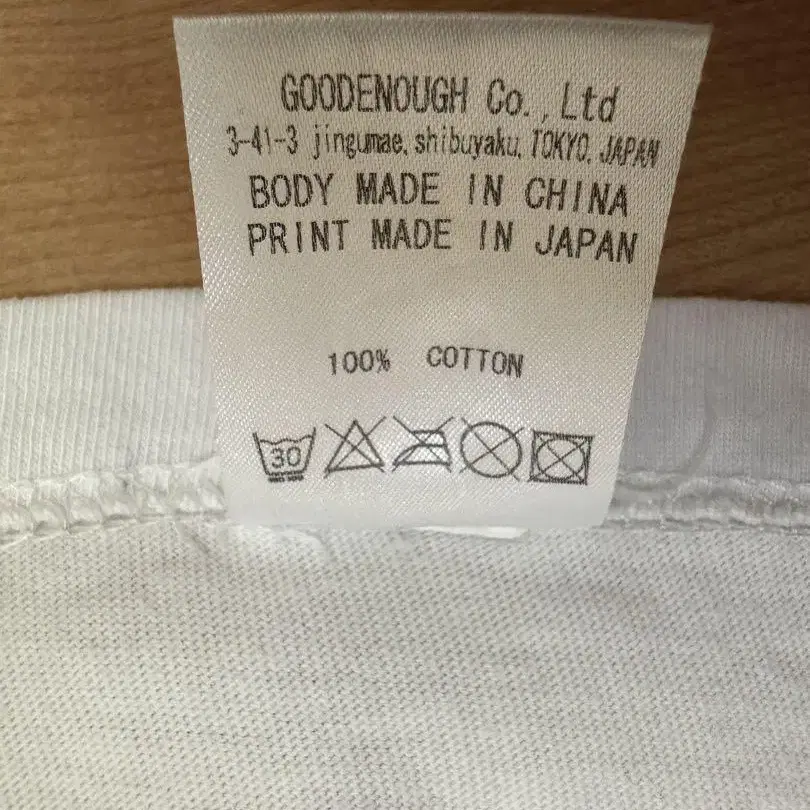 GOODENOUGH Co.,Ltd
3-41-3 jingumae, shibuyaku, TOKYO, JAPAN
BODY MADE IN CHINA
PRINT MADE IN JAPAN
100% COTTON
30